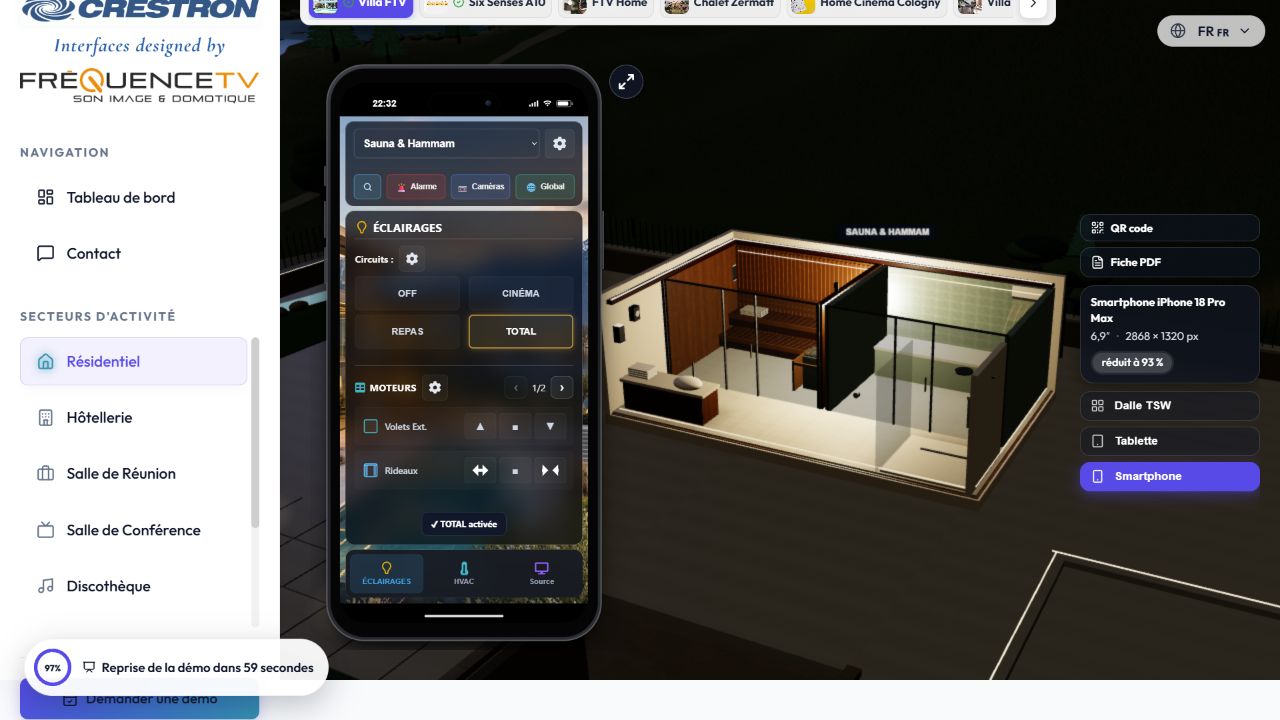 CRESTRON
Interfaces designed by
FRÉQUENCETV
SON IMAGE & DOMOTIQUE
NAVIGATION
Tableau de bord
Contact
SECTEURS D'ACTIVITÉ
Résidentiel
Hôtellerie
Salle de Réunion
Salle de Conférence
Discothèque
97%
Reprise de la démo dans 59 secondes
Demander une démo
Villa FTV
Six Senses A10
FTV Home
Chalet Zermatt
Home Cinema Cologny
Villa
FR FR
22:32
Sauna & Hammam
Alarme
Caméras
Global
ÉCLAIRAGES
Circuits :
OFF
CINÉMA
REPAS
TOTAL
MOTEURS
1/2
Volets Ext.
Rideaux
✓ TOTAL activée
ÉCLAIRAGES
HVAC
Source
SAUNA & HAMMAM
QR code
Fiche PDF
Smartphone iPhone 18 Pro
Max
6,9" · 2868 × 1320 px
réduit à 93 %
Dalle TSW
Tablette
Smartphone